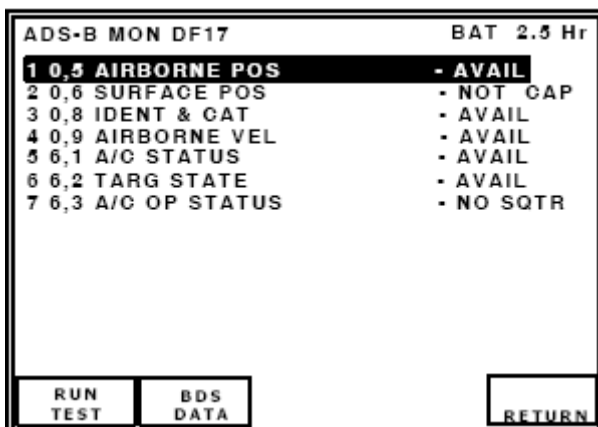 ADS-B MON DF17 BAT 2.5 Hr
1 0,5 AIRBORNE POS - AVAIL
2 0,6 SURFACE POS - NOT CAP
3 0,8 IDENT & CAT - AVAIL
4 0,9 AIRBORNE VEL - AVAIL
5 6,1 A/C STATUS - AVAIL
6 6,2 TARG STATE - AVAIL
7 6,3 A/C OP STATUS - NO SQTR
RUN TEST
BDS DATA
RETURN